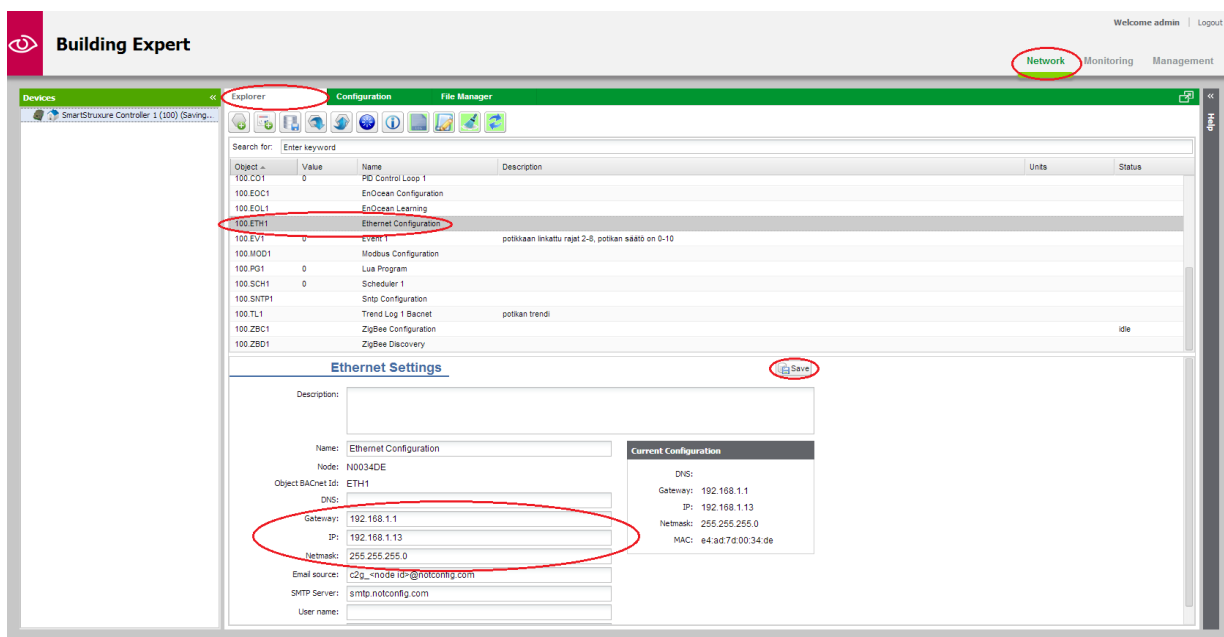 Welcome admin | Logout
Building Expert
Network Monitoring Management
Devices «
Explorer Configuration File Manager «
SmartStruxure Controller 1 (100) (Saving...
Help
Search for: Enter keyword
Object Value Name Description Units Status
100.CO1 0 PID Control Loop 1
100.EOC1 EnOcean Configuration
100.EOL1 EnOcean Learning
100.ETH1 Ethernet Configuration
100.EV1 0 Event 1 potikkaan linkattu rajat 2-8, potikan säätö on 0-10
100.MOD1 Modbus Configuration
100.PG1 0 Lua Program
100.SCH1 0 Scheduler 1
100.SNTP1 Sntp Configuration
100.TL1 Trend Log 1 Bacnet potikan trendi
100.ZBC1 ZigBee Configuration idle
100.ZBD1 ZigBee Discovery
Ethernet Settings Save
Description:
Name: Ethernet Configuration
Node: N0034DE
Object BACnet Id: ETH1
DNS:
Gateway: 192.168.1.1
IP: 192.168.1.13
Netmask: 255.255.255.0
Email source: c2g_<node id>@notconfig.com
SMTP Server: smtp.notconfig.com
User name:
Current Configuration
DNS:
Gateway: 192.168.1.1
IP: 192.168.1.13
Netmask: 255.255.255.0
MAC: e4:ad:7d:00:34:de